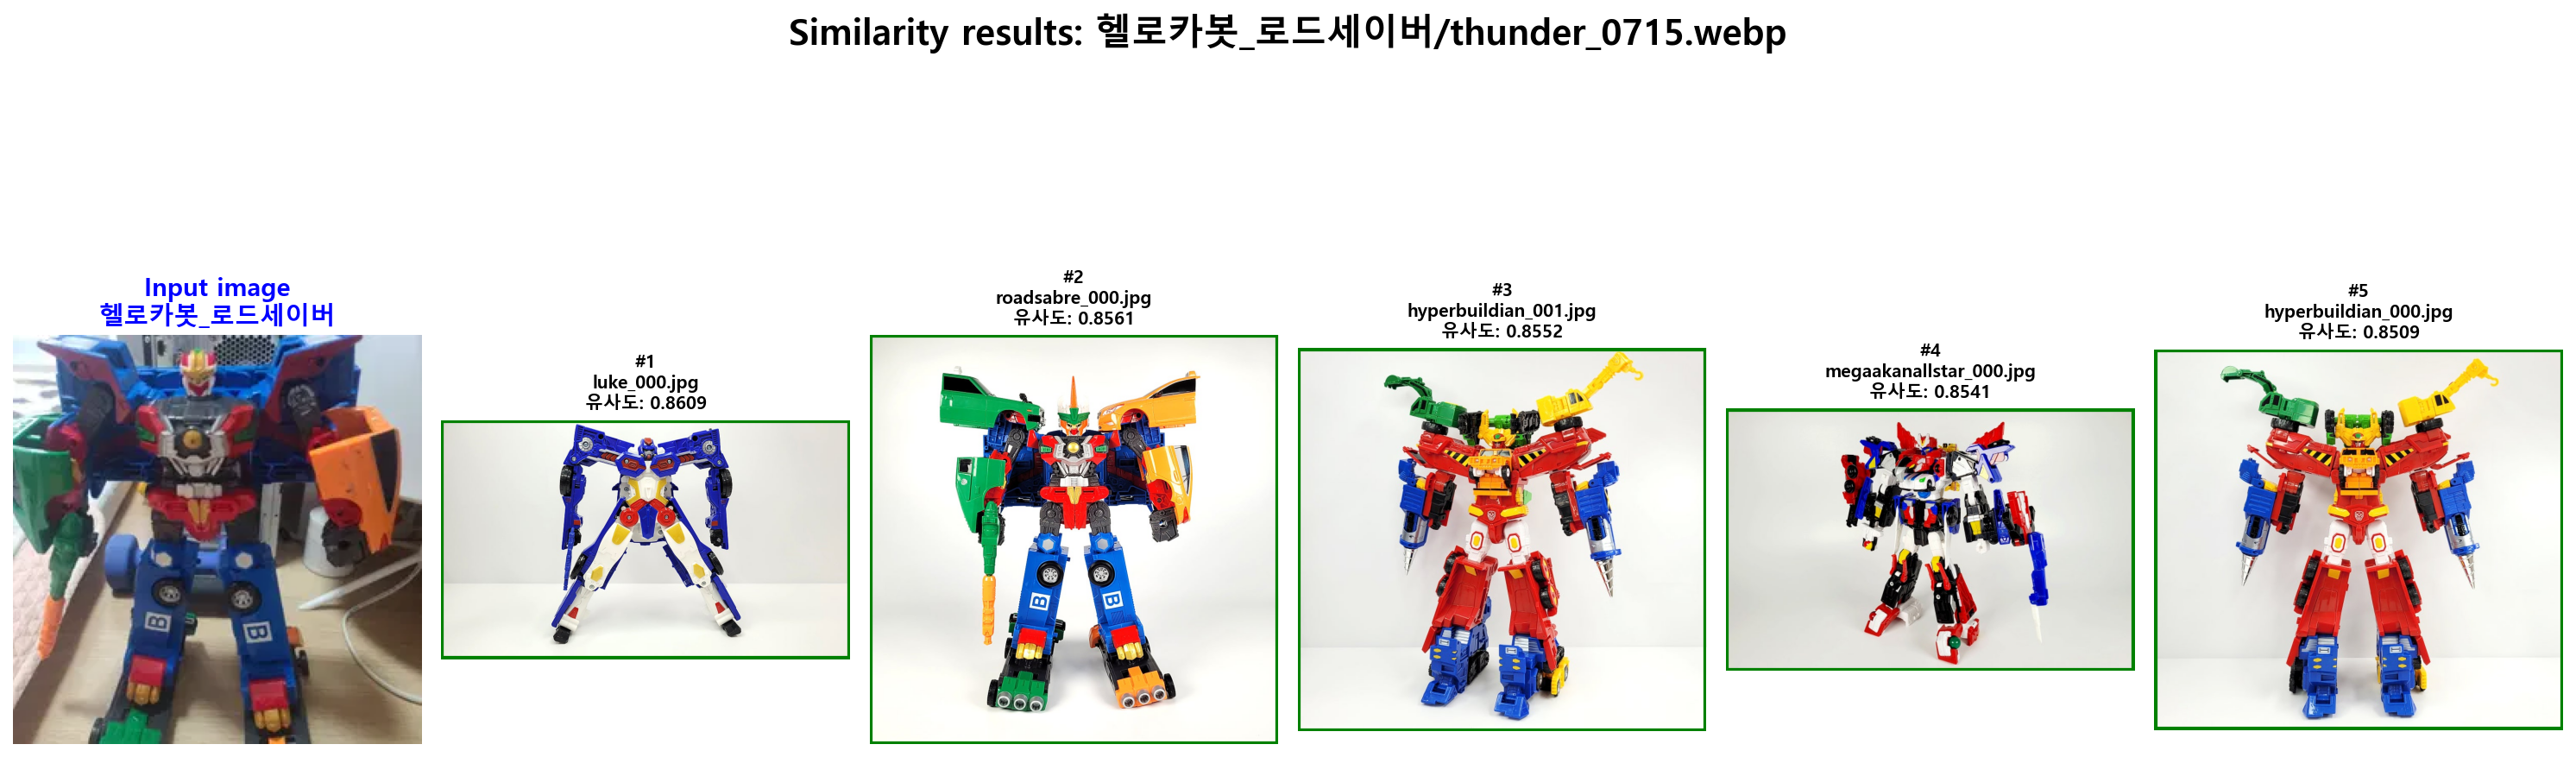 Similarity results: 헬로카봇_로드세이버/thunder_0715.webp
Input image
헬로카봇_로드세이버
#1
luke_000.jpg
유사도: 0.8609
#2
roadsabre_000.jpg
유사도: 0.8561
#3
hyperbuildian_001.jpg
유사도: 0.8552
#4
megaakanallstar_000.jpg
유사도: 0.8541
#5
hyperbuildian_000.jpg
유사도: 0.8509
B
B
B
B